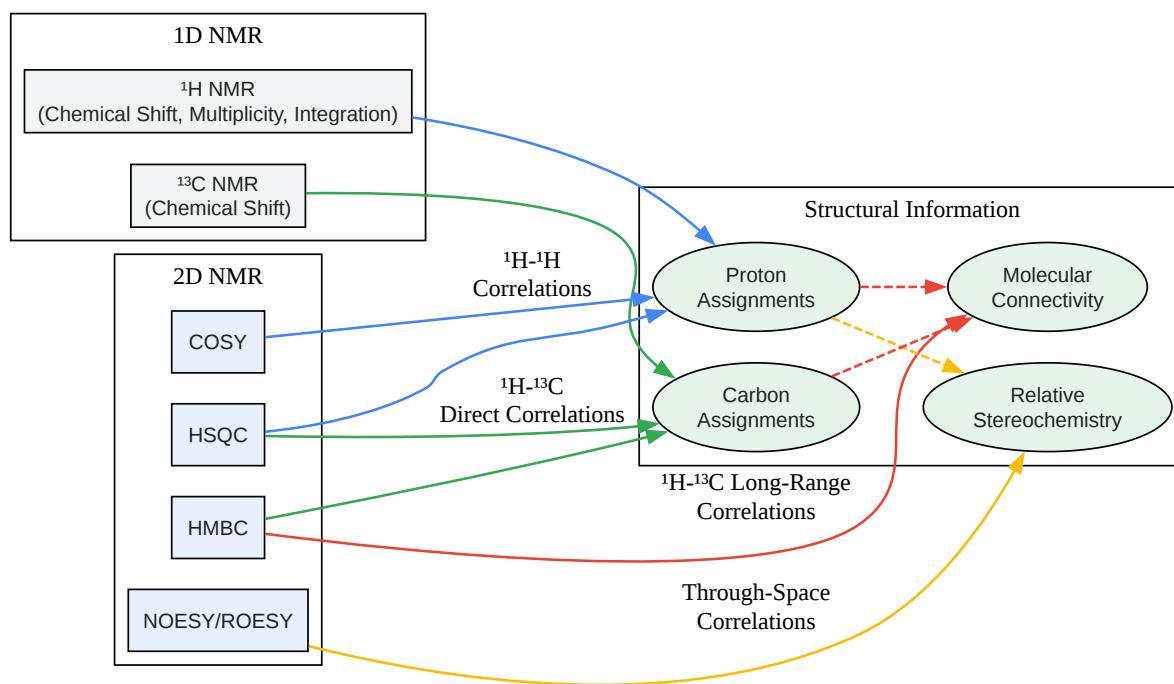 1D NMR
¹H NMR
(Chemical Shift, Multiplicity, Integration)
¹³C NMR
(Chemical Shift)
2D NMR
COSY
HSQC
HMBC
NOESY/ROESY
¹H-¹H
Correlations
¹H-¹³C
Direct Correlations
¹H-¹³C Long-Range
Correlations
Through-Space
Correlations
Structural Information
Proton
Assignments
Molecular
Connectivity
Carbon
Assignments
Relative
Stereochemistry